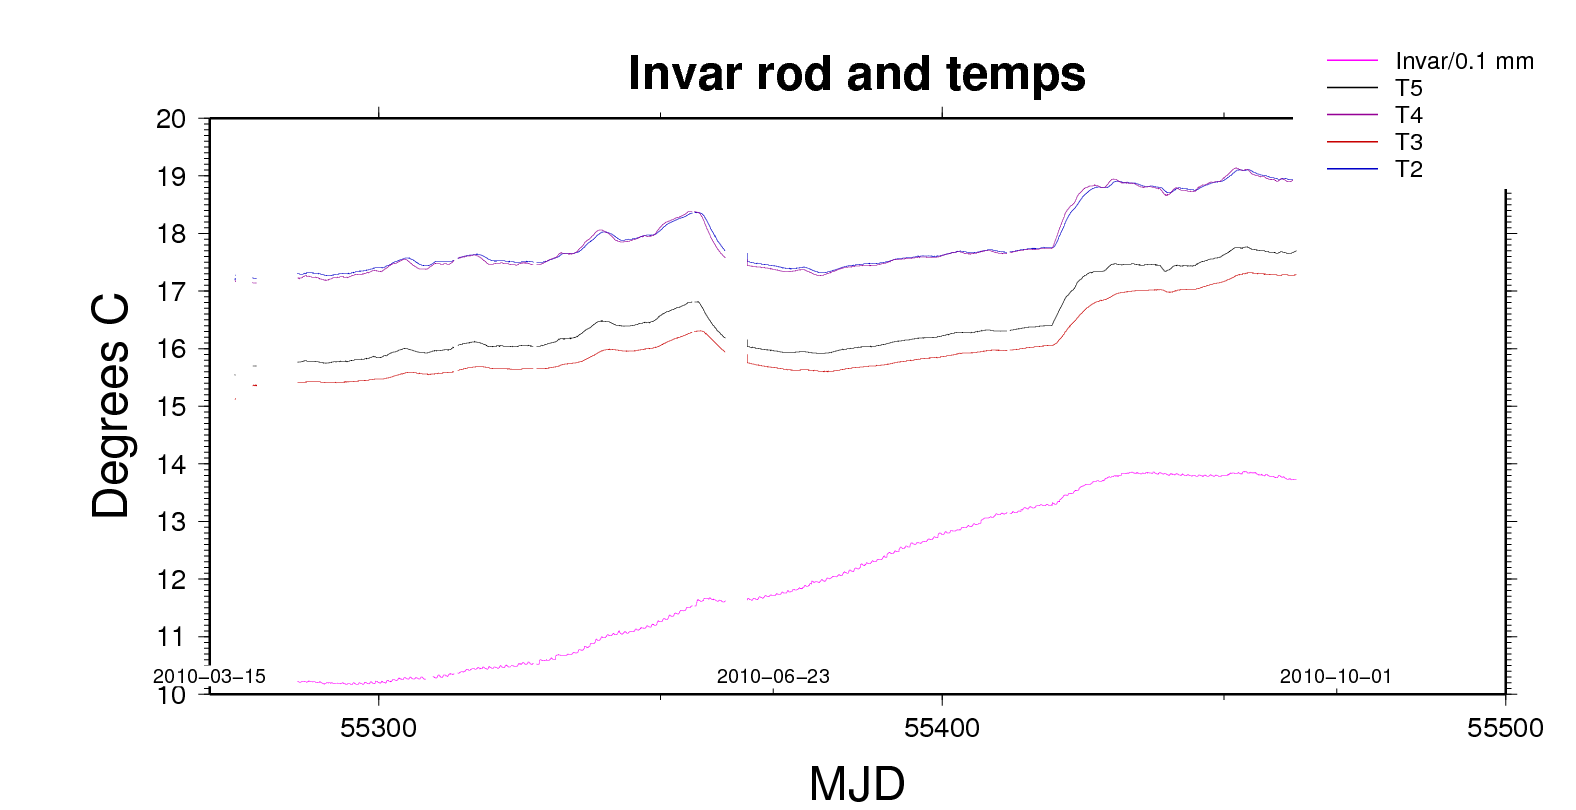 Invar rod and temps
Invar/0.1 mm
T5
T4
T3
T2
20
19
18
17
16
15
14
13
12
11
10
Degrees C
2010-03-15
2010-06-23
2010-10-01
55300
55400
55500
MJD